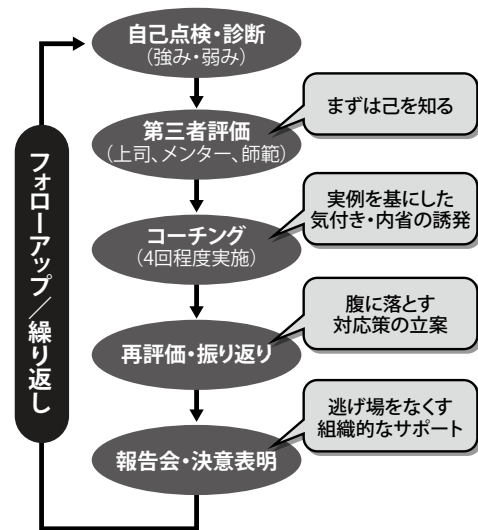 自己点検・診断
(強み・弱み)
まずは己を知る
第三者評価
(上司、メンター、師範)
実例を基にした
気付き・内省の誘発
コーチング
(4回程度実施)
腹に落とす
対応策の立案
再評価・振り返り
逃げ場をなくす
組織的なサポート
報告会・決意表明
フォローアップ／繰り返し